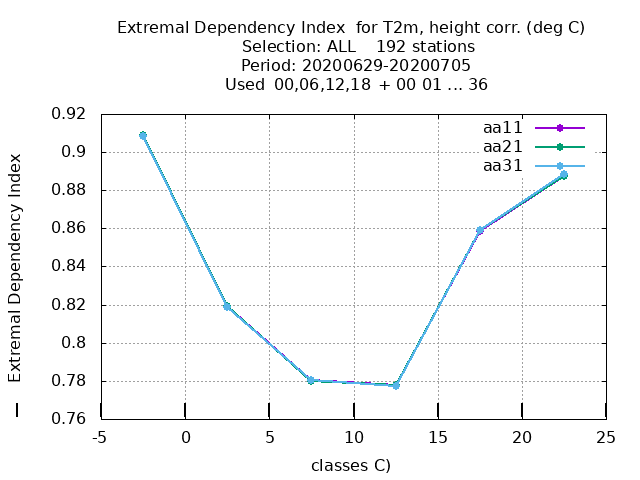 Extremal Dependency Index  for T2m, height corr. (deg C)
Selection: ALL    192 stations
Period: 20200629-20200705
Used  00,06,12,18 + 00 01 ... 36
aa11
aa21
aa31
0.92
0.9
0.88
0.86
0.84
0.82
0.8
0.78
0.76
Extremal Dependency Index
-5
0
5
10
15
20
25
classes C)